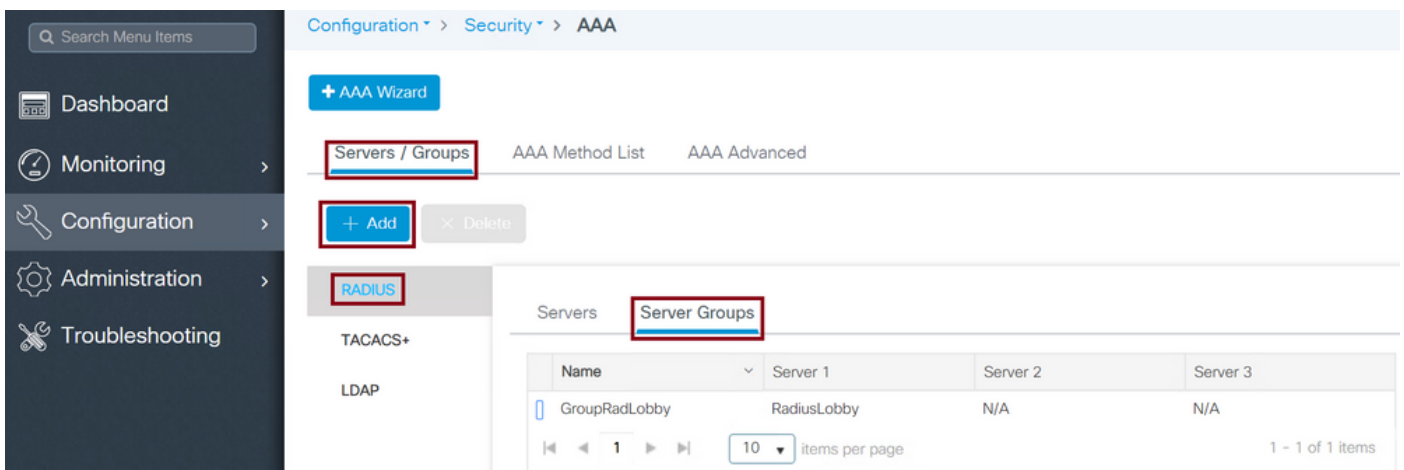 Search Menu Items
Dashboard
Monitoring
Configuration
Administration
Troubleshooting
Configuration > Security > AAA
+ AAA Wizard
Servers / Groups AAA Method List AAA Advanced
+ Add × Delete
RADIUS
TACACS+
LDAP
Servers Server Groups
Name Server 1 Server 2 Server 3
GroupRadLobby RadiusLobby N/A N/A
1 10 items per page 1 - 1 of 1 items